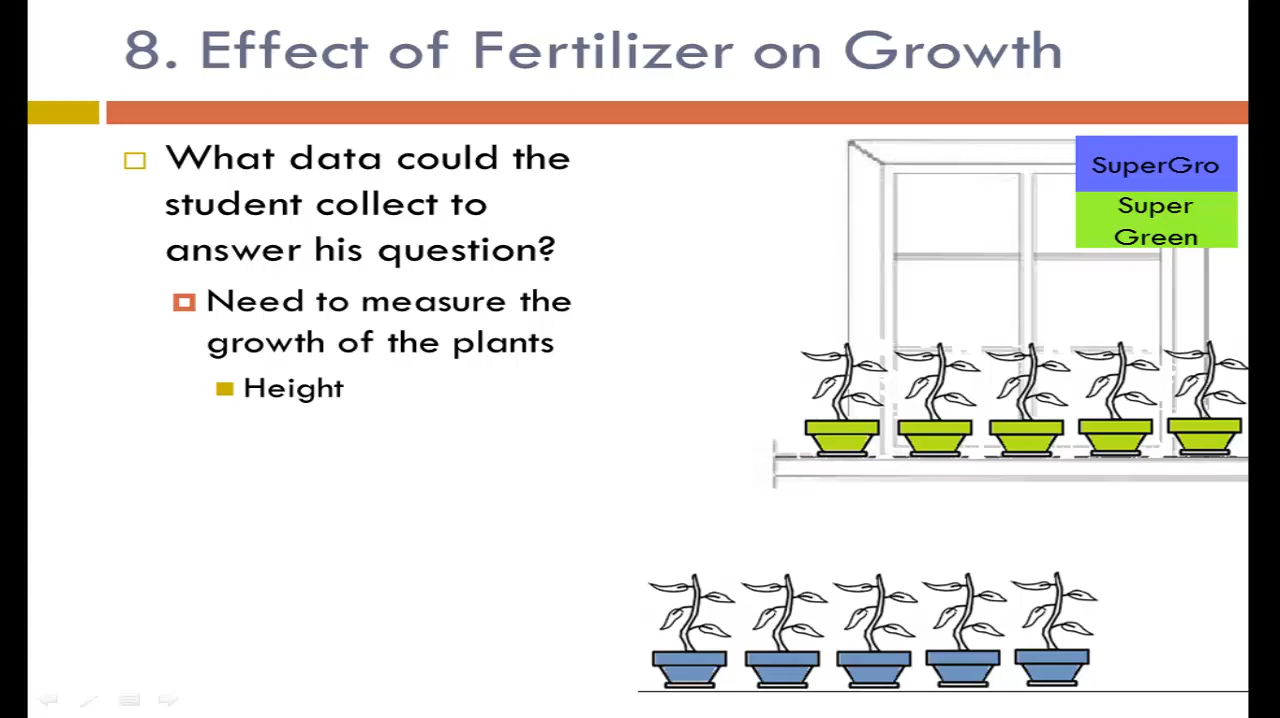 8. Effect of Fertilizer on Growth
What data could the
student collect to
answer his question?
Need to measure the
growth of the plants
Height
SuperGro
Super
Green